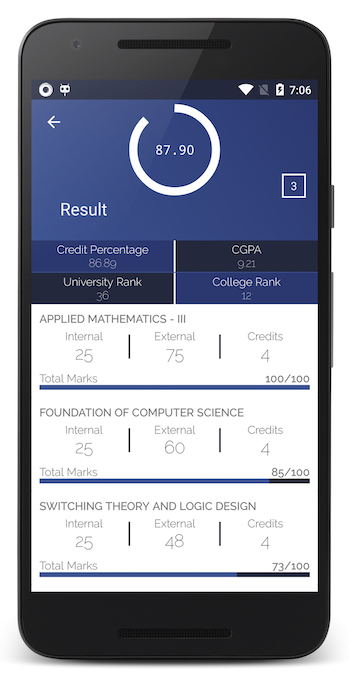 7:06
87.90
3
Result
Credit Percentage
86.89
CGPA
9.21
University Rank
36
College Rank
12
APPLIED MATHEMATICS - III
Internal External Credits
25 75 4
Total Marks 100/100
FOUNDATION OF COMPUTER SCIENCE
Internal External Credits
25 60 4
Total Marks 85/100
SWITCHING THEORY AND LOGIC DESIGN
Internal External Credits
25 48 4
Total Marks 73/100